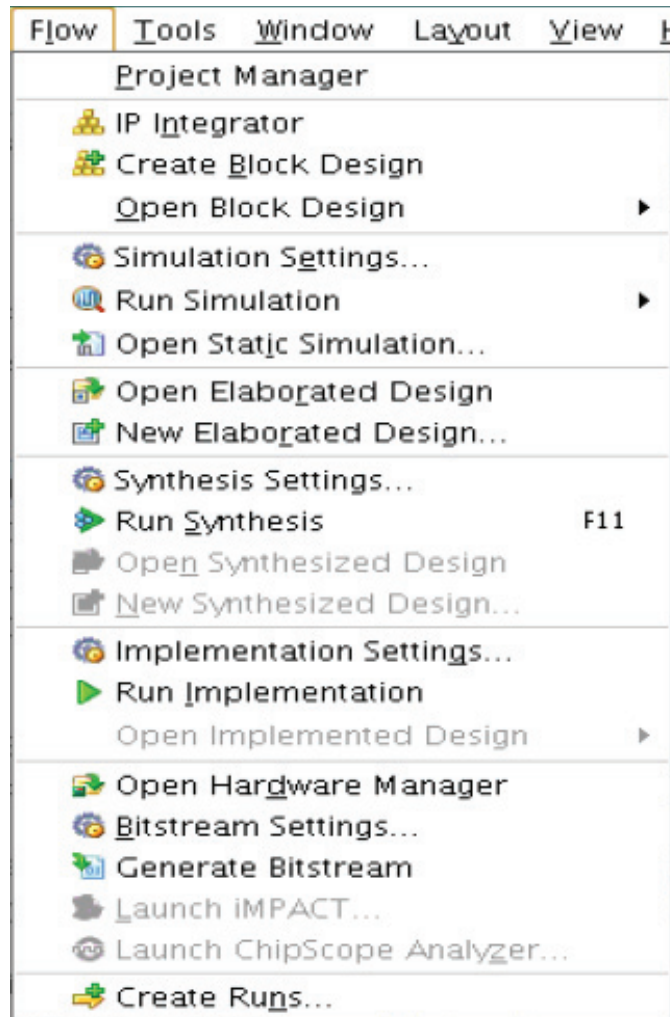 Flow Tools Window Layout View
Project Manager
IP Integrator
Create Block Design
Open Block Design
Simulation Settings...
Run Simulation
Open Static Simulation...
Open Elaborated Design
New Elaborated Design...
Synthesis Settings...
Run Synthesis F11
Open Synthesized Design
New Synthesized Design...
Implementation Settings...
Run Implementation
Open Implemented Design
Open Hardware Manager
Bitstream Settings...
Generate Bitstream
Launch iMPACT...
Launch ChipScope Analyzer...
Create Runs...